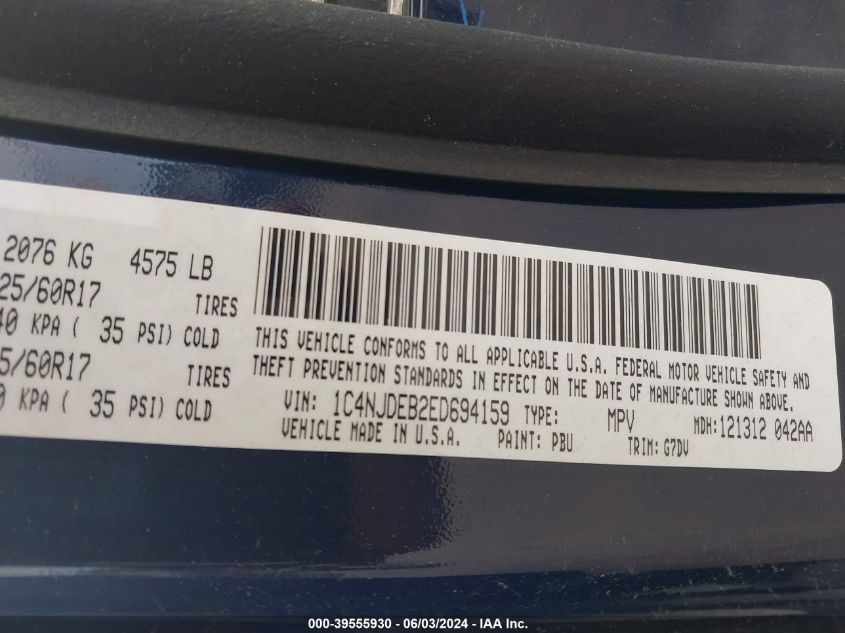 2076 KG 4575 LB
25/60R17 TIRES
40 KPA ( 35 PSI) COLD
5/60R17 TIRES
0 KPA ( 35 PSI) COLD
THIS VEHICLE CONFORMS TO ALL APPLICABLE U.S.A. FEDERAL MOTOR VEHICLE SAFETY AND
THEFT PREVENTION STANDARDS IN EFFECT ON THE DATE OF MANUFACTURE SHOWN ABOVE.
VIN: 1C4NJDEB2ED694159 TYPE: MPV MDH: 121312 042AA
VEHICLE MADE IN U.S.A. PAINT: PBU TRIM: G7DV
000-39555930 - 06/03/2024 - IAA Inc.